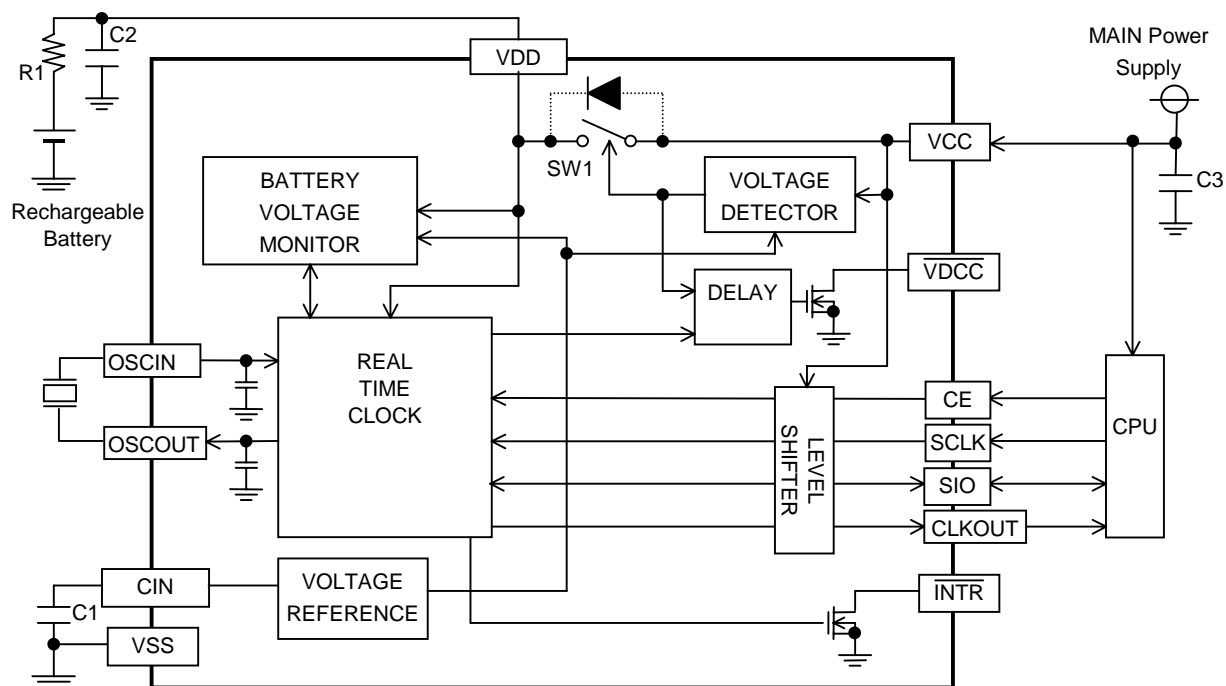 C2
R1
VDD
MAIN Power
Supply
VCC
SW1
C3
BATTERY
VOLTAGE
MONITOR
VOLTAGE
DETECTOR
Rechargeable
Battery
VDCC
DELAY
OSCIN
REAL
TIME
CLOCK
CE
CPU
LEVEL
SHIFTER
SCLK
OSCOUT
SIO
CLKOUT
CIN
VOLTAGE
REFERENCE
INTR
C1
VSS